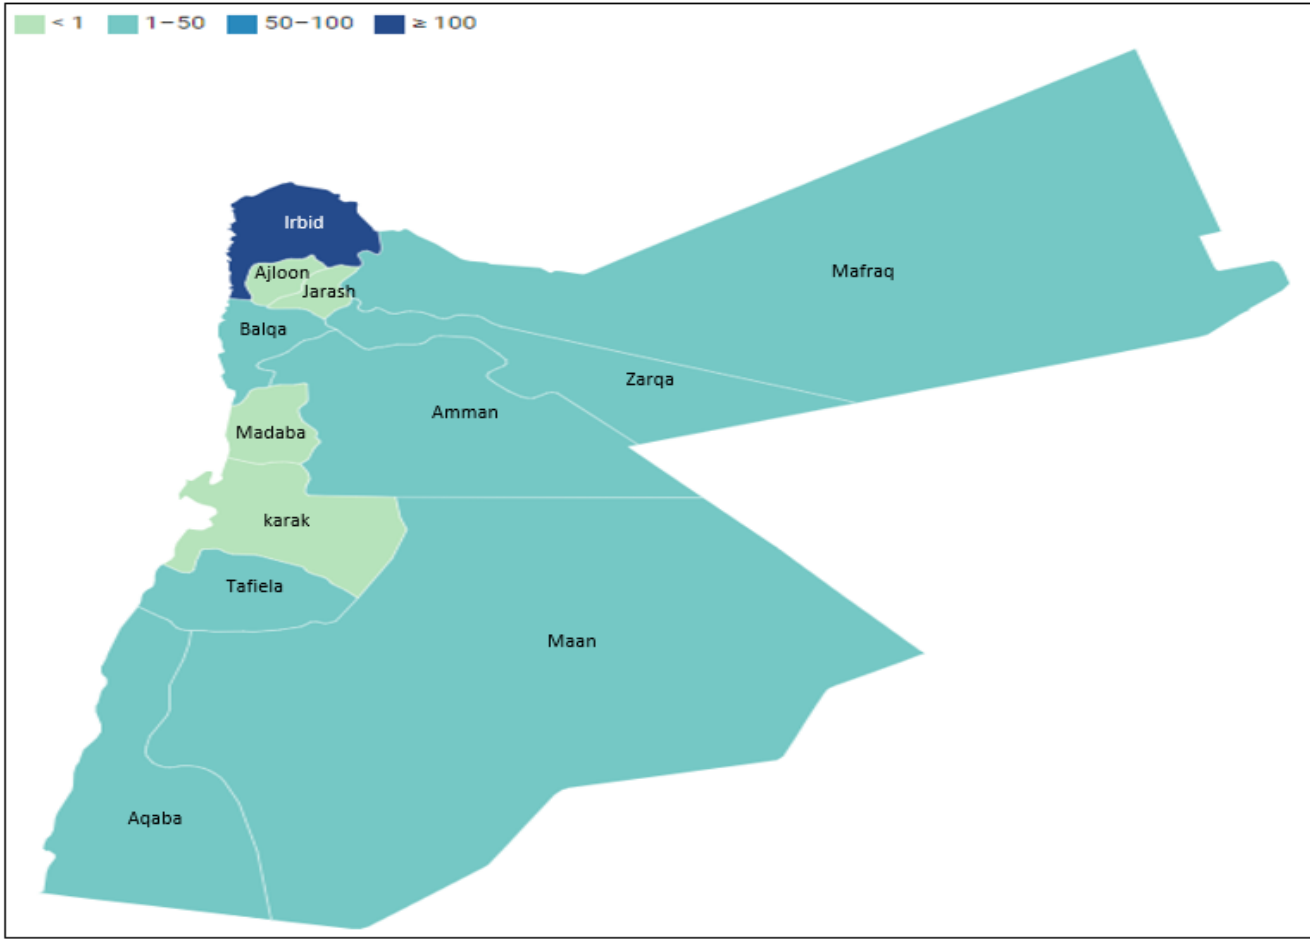 < 1 1−50 50−100 ≥ 100
Irbid
Ajloon
Jarash
Mafraq
Balqa
Zarqa
Amman
Madaba
karak
Tafiela
Maan
Aqaba